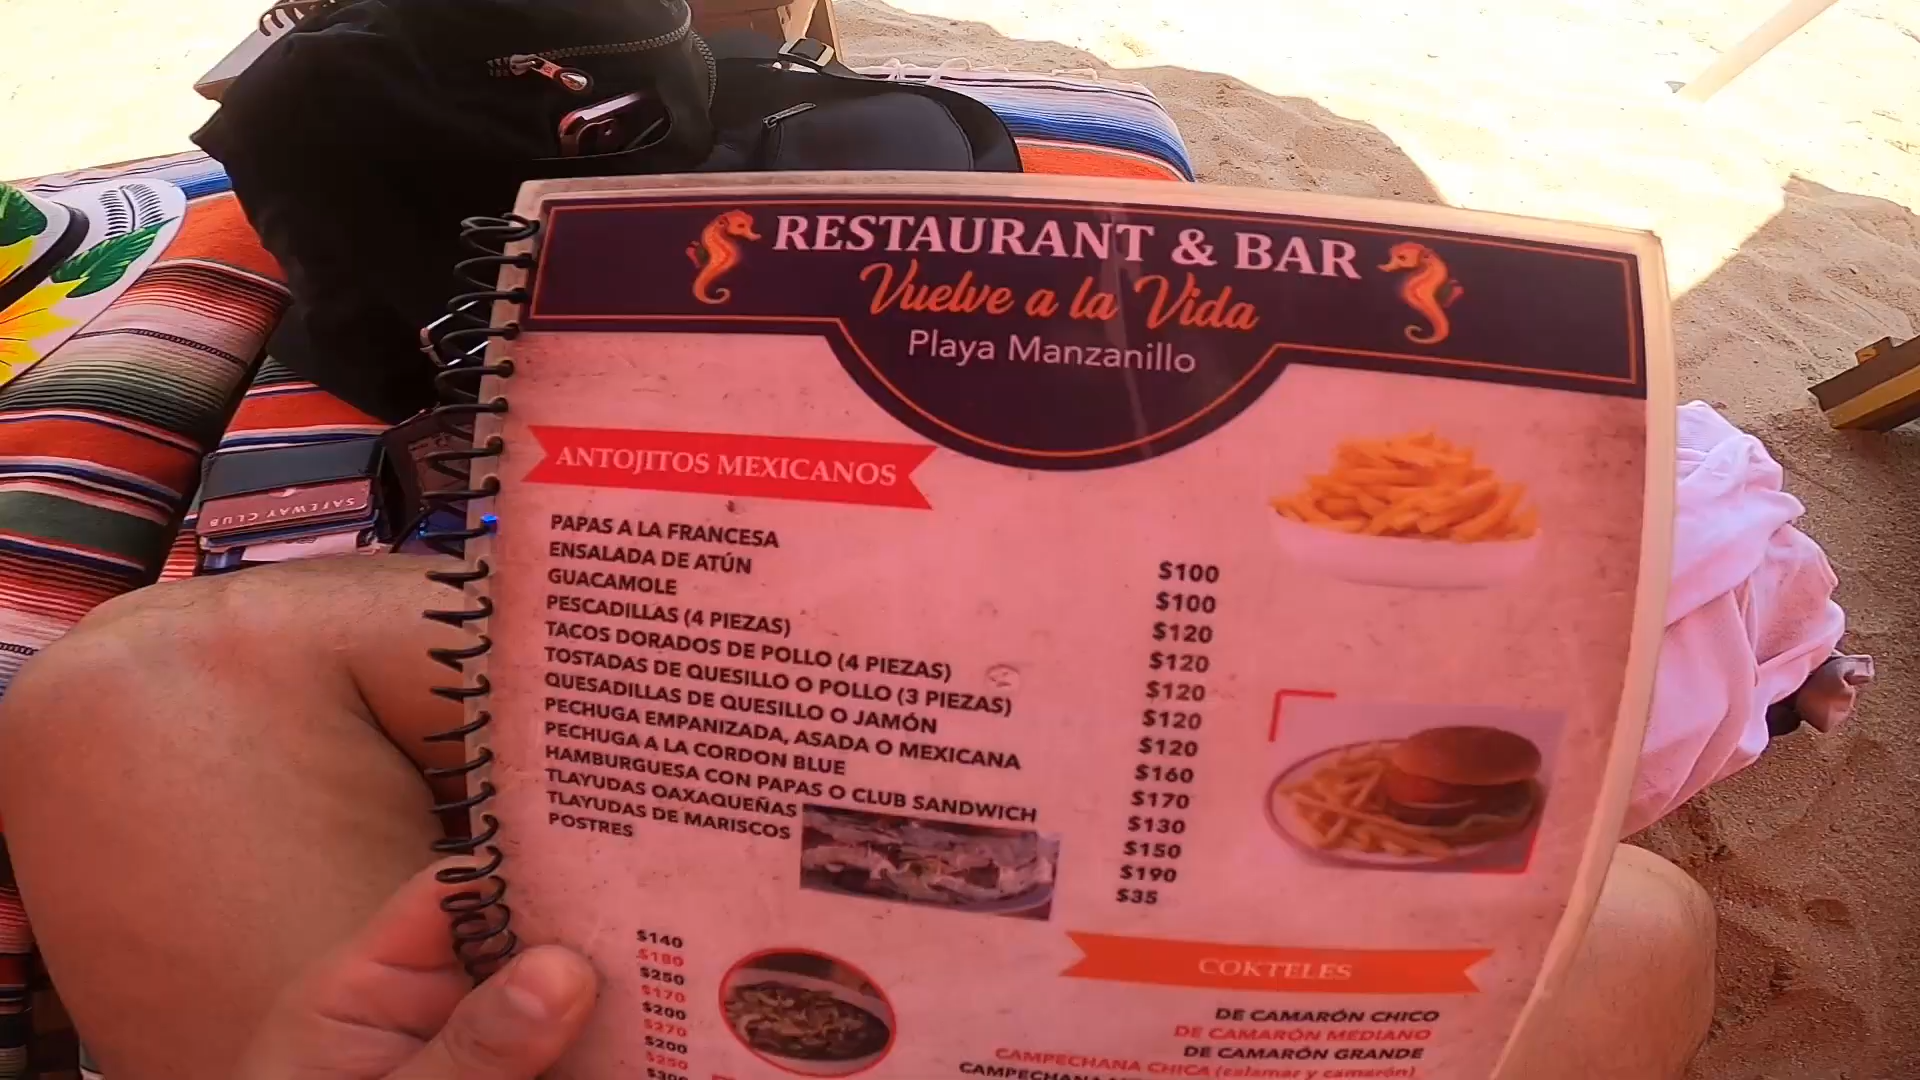 RESTAURANT & BAR
Vuelve a la Vida
Playa Manzanillo
ANTOJITOS MEXICANOS
PAPAS A LA FRANCESA $100
ENSALADA DE ATÚN $100
GUACAMOLE $120
PESCADILLAS (4 PIEZAS) $120
TACOS DORADOS DE POLLO (4 PIEZAS) $120
TOSTADAS DE QUESILLO O POLLO (3 PIEZAS) $120
QUESADILLAS DE QUESILLO O JAMÓN $120
PECHUGA EMPANIZADA, ASADA O MEXICANA $160
PECHUGA A LA CORDON BLUE $170
HAMBURGUESA CON PAPAS O CLUB SANDWICH $130
TLAYUDAS OAXAQUEÑAS $150
TLAYUDAS DE MARISCOS $190
POSTRES $35
$140
$180
$250
$170
$200
$270
$200
$250
$300
COKTELES
DE CAMARÓN CHICO
DE CAMARÓN MEDIANO
DE CAMARÓN GRANDE
CAMPECHANA CHICA (calamar y camarón)
CAMPECHANA
SAFEWAY CLUB